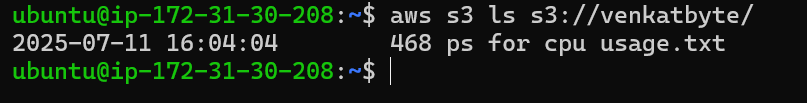 ubuntu@ip-172-31-30-208:~$ aws s3 ls s3://venkatbyte/
2025-07-11 16:04:04        468 ps for cpu usage.txt
ubuntu@ip-172-31-30-208:~$